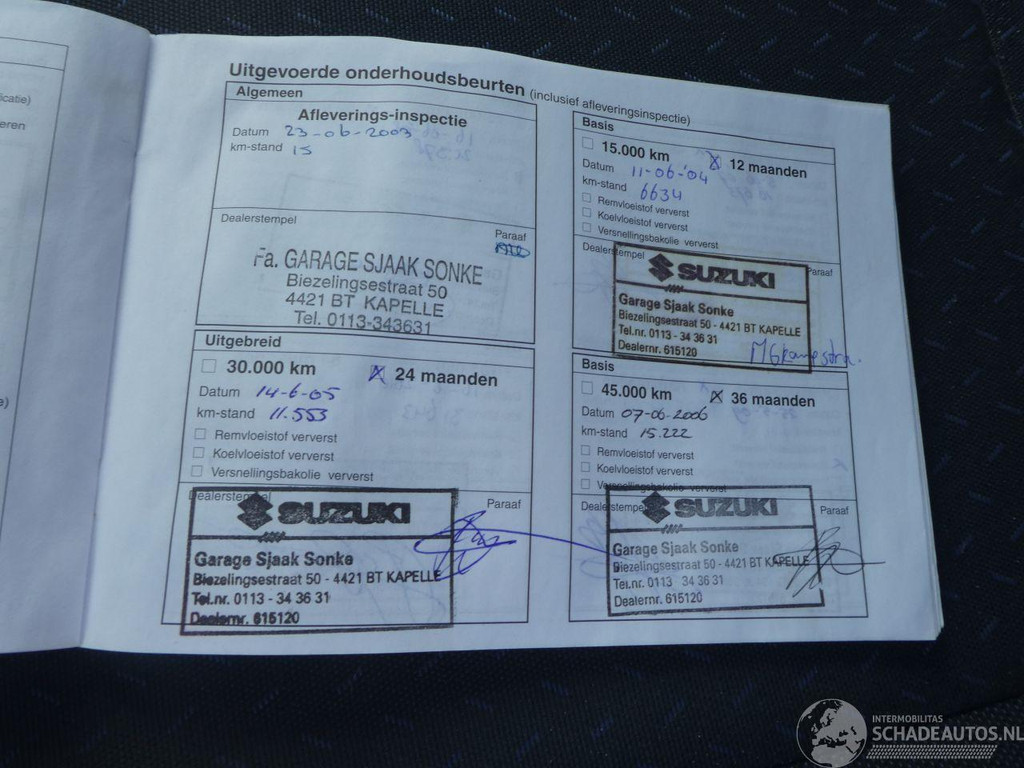 icatie)
eren
Uitgevoerde onderhoudsbeurten (inclusief afleveringsinspectie)
Algemeen
Afleverings-inspectie
Datum 23-06-2003
km-stand 15
Dealerstempel
Paraaf
Fa. GARAGE SJAAK SONKE
Biezelingsestraat 50
4421 BT KAPELLE
Tel. 0113-343631
Basis
15.000 km X 12 maanden
Datum 11-06-'04
km-stand 6634
Remvloeistof ververst
Koelvloeistof ververst
Versnellingsbakolie ververst
Dealerstempel
Paraaf
SUZUKI
Garage Sjaak Sonke
Biezelingsestraat 50 - 4421 BT KAPELLE
Tel.nr. 0113 - 34 36 31
Dealernr. 615120
Uitgebreid
30.000 km X 24 maanden
Datum 14-6-05
km-stand 11.553
Remvloeistof ververst
Koelvloeistof ververst
Versnellingsbakolie ververst
Dealerstempel
Paraaf
SUZUKI
Garage Sjaak Sonke
Biezelingsestraat 50 - 4421 BT KAPELLE
Tel.nr. 0113 - 34 36 31
Dealernr. 615120
Basis
45.000 km X 36 maanden
Datum 07-06-2006
km-stand 15.222
Remvloeistof ververst
Koelvloeistof ververst
Versnellingsbakolie ververst
Dealerstempel
Paraaf
SUZUKI
Garage Sjaak Sonke
Biezelingsestraat 50 - 4421 BT KAPELLE
Tel.nr. 0113 - 34 36 31
Dealernr. 615120
INTERMOBILITAS
SCHADEAUTOS.NL